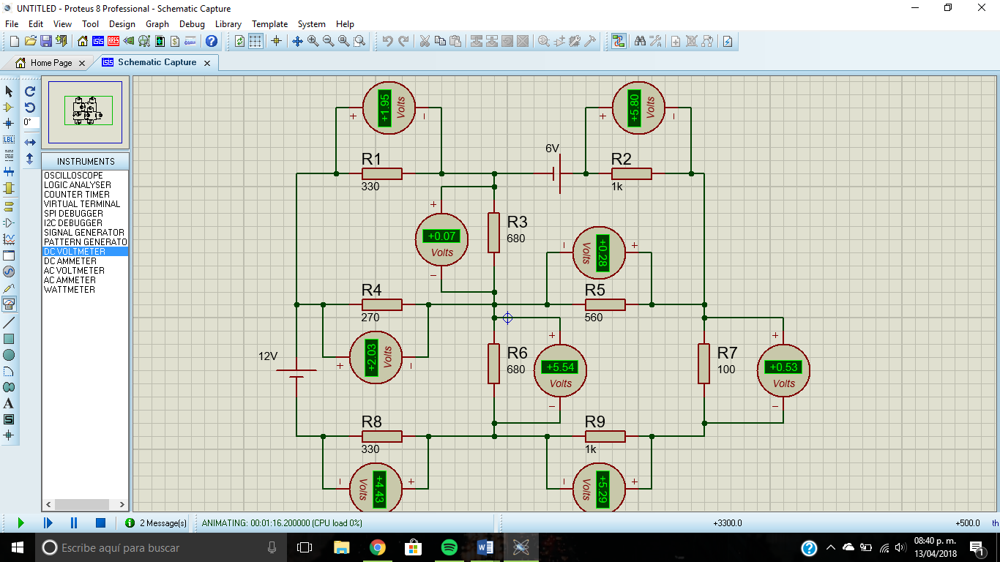 UNTITLED - Proteus 8 Professional - Schematic Capture
File Edit View Tool Design Graph Debug Library Template System Help
Home Page
Schematic Capture
0°
INSTRUMENTS
OSCILLOSCOPE
LOGIC ANALYSER
COUNTER TIMER
VIRTUAL TERMINAL
SPI DEBUGGER
I2C DEBUGGER
SIGNAL GENERATOR
PATTERN GENERATO
DC VOLTMETER
DC AMMETER
AC VOLTMETER
AC AMMETER
WATTMETER
LBL
A
S
+1.95 Volts
+ −
+5.80 Volts
+ −
R1
330
6V
R2
1k
+
+0.07
Volts
−
R3
680
− +
+0.28 Volts
R4
270
R5
560
+2.03 Volts
+ −
12V
R6
680
+
+5.54
Volts
−
R7
100
+
+0.53
Volts
−
R8
330
R9
1k
− +
+4.43 Volts
− +
+5.29 Volts
2 Message(s)
ANIMATING: 00:01:16.200000 (CPU load 0%)
+3300.0
+500.0
th
Escribe aquí para buscar
08:40 p. m.
13/04/2018
1